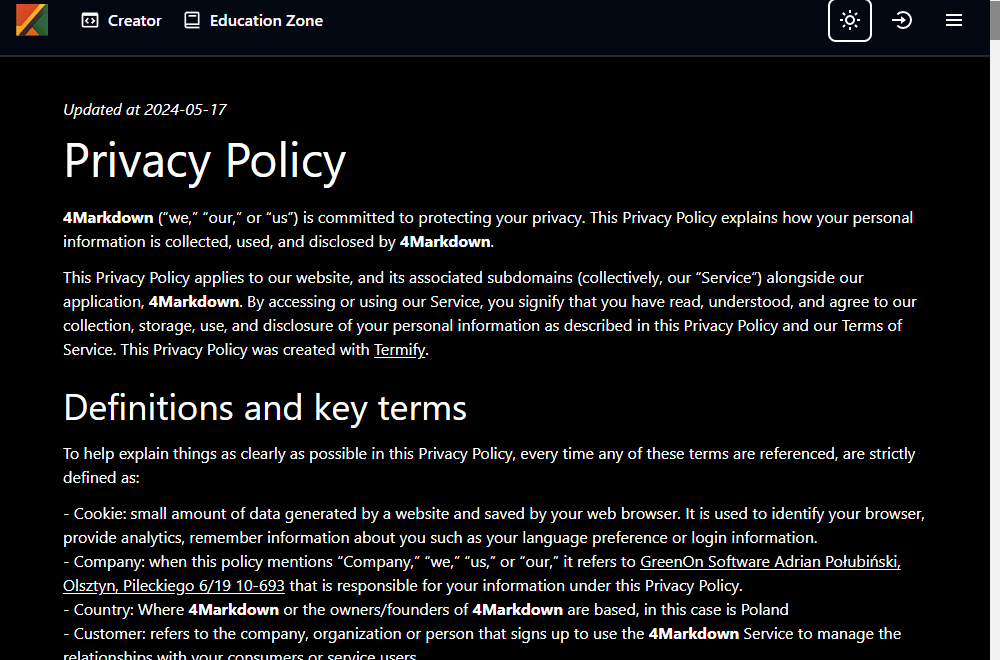 Creator Education Zone
Updated at 2024-05-17
Privacy Policy
4Markdown (“we,” “our,” or “us”) is committed to protecting your privacy. This Privacy Policy explains how your personal
information is collected, used, and disclosed by 4Markdown.
This Privacy Policy applies to our website, and its associated subdomains (collectively, our “Service”) alongside our
application, 4Markdown. By accessing or using our Service, you signify that you have read, understood, and agree to our
collection, storage, use, and disclosure of your personal information as described in this Privacy Policy and our Terms of
Service. This Privacy Policy was created with Termify.
Definitions and key terms
To help explain things as clearly as possible in this Privacy Policy, every time any of these terms are referenced, are strictly
defined as:
- Cookie: small amount of data generated by a website and saved by your web browser. It is used to identify your browser,
provide analytics, remember information about you such as your language preference or login information.
- Company: when this policy mentions “Company,” “we,” “us,” or “our,” it refers to GreenOn Software Adrian Połubiński,
Olsztyn, Pileckiego 6/19 10-693 that is responsible for your information under this Privacy Policy.
- Country: Where 4Markdown or the owners/founders of 4Markdown are based, in this case is Poland
- Customer: refers to the company, organization or person that signs up to use the 4Markdown Service to manage the
relationships with your consumers or service users.